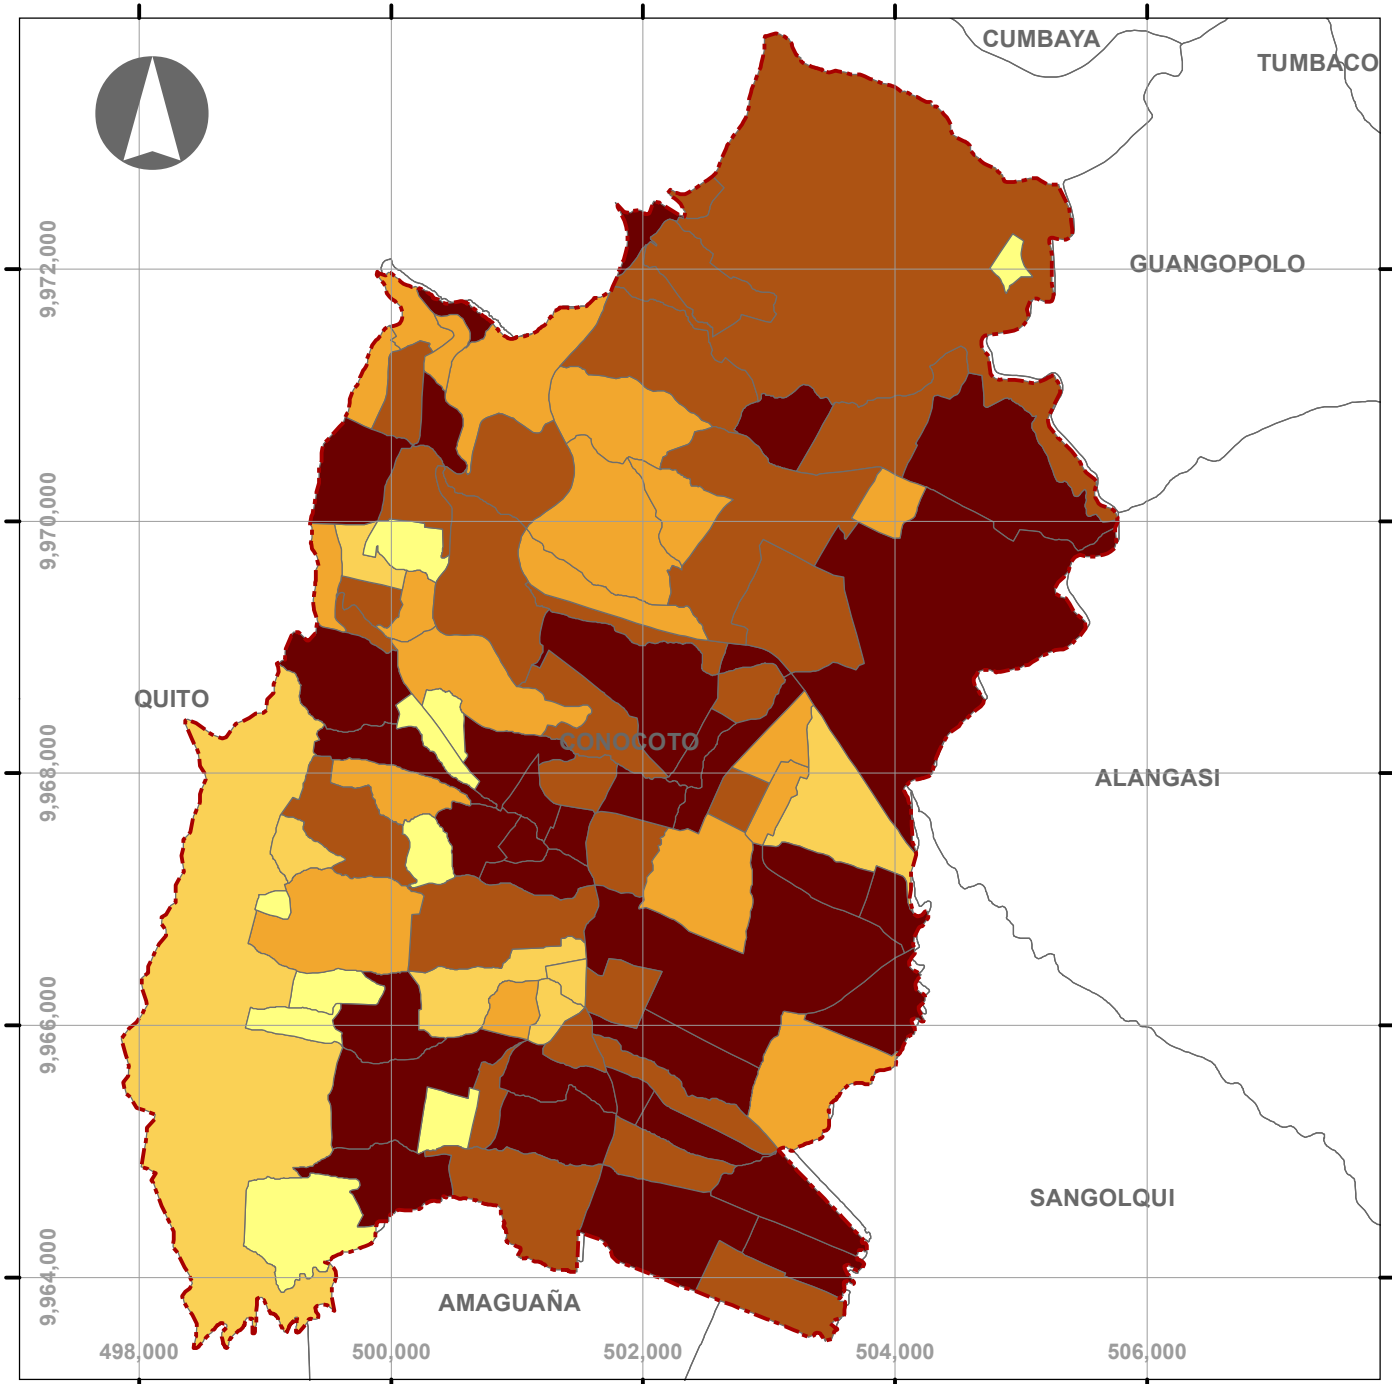 CUMBAYA
TUMBACO
9,972,000
GUANGOPOLO
9,970,000
QUITO
CONOCOTO
9,968,000
ALANGASI
9,966,000
SANGOLQUI
9,964,000
AMAGUAÑA
498,000 500,000 502,000 504,000 506,000